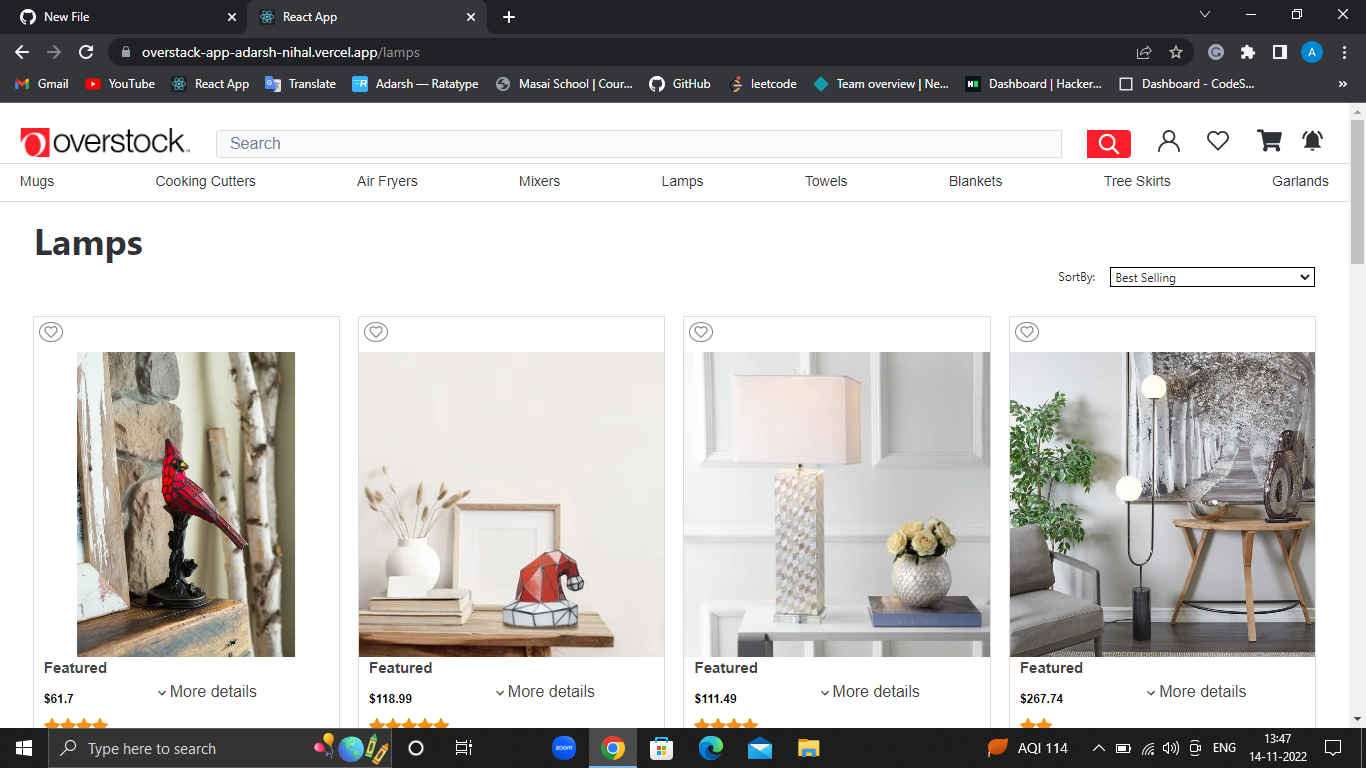 New File
React App
overstack-app-adarsh-nihal.vercel.app/lamps
A
Gmail
YouTube
React App
Translate
Adarsh — Ratatype
Masai School | Cour...
GitHub
leetcode
Team overview | Ne...
Dashboard | Hacker...
Dashboard - CodeS...
»
overstock
Search
Mugs
Cooking Cutters
Air Fryers
Mixers
Lamps
Towels
Blankets
Tree Skirts
Garlands
Lamps
SortBy:
Best Selling
Featured
$61.7
More details
Featured
$118.99
More details
Featured
$111.49
More details
Featured
$267.74
More details
Type here to search
zoom
AQI 114
ENG
13:47
14-11-2022